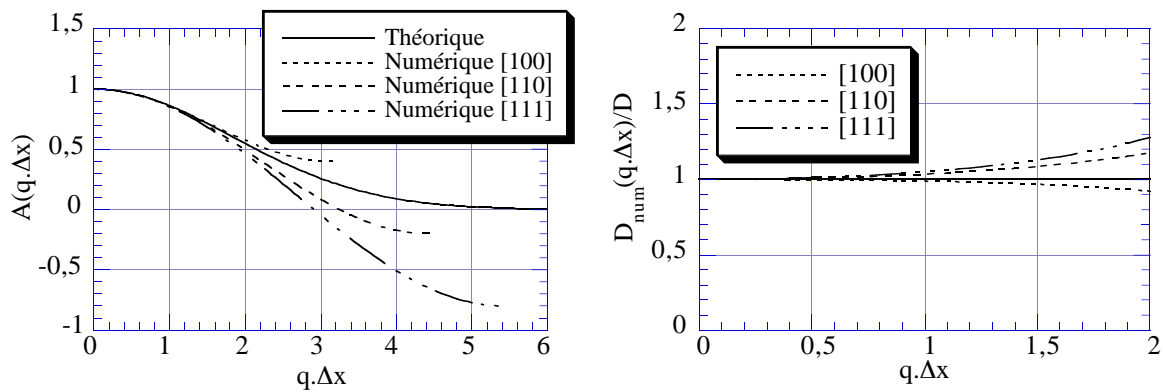 1,5
1
0,5
0
-0,5
-1
A(q.Δx)
0 1 2 3 4 5 6
q.Δx
Théorique
Numérique [100]
Numérique [110]
Numérique [111]
2
1,5
1
0,5
0
D_num(q.Δx)/D
0 0,5 1 1,5 2
q.Δx
[100]
[110]
[111]